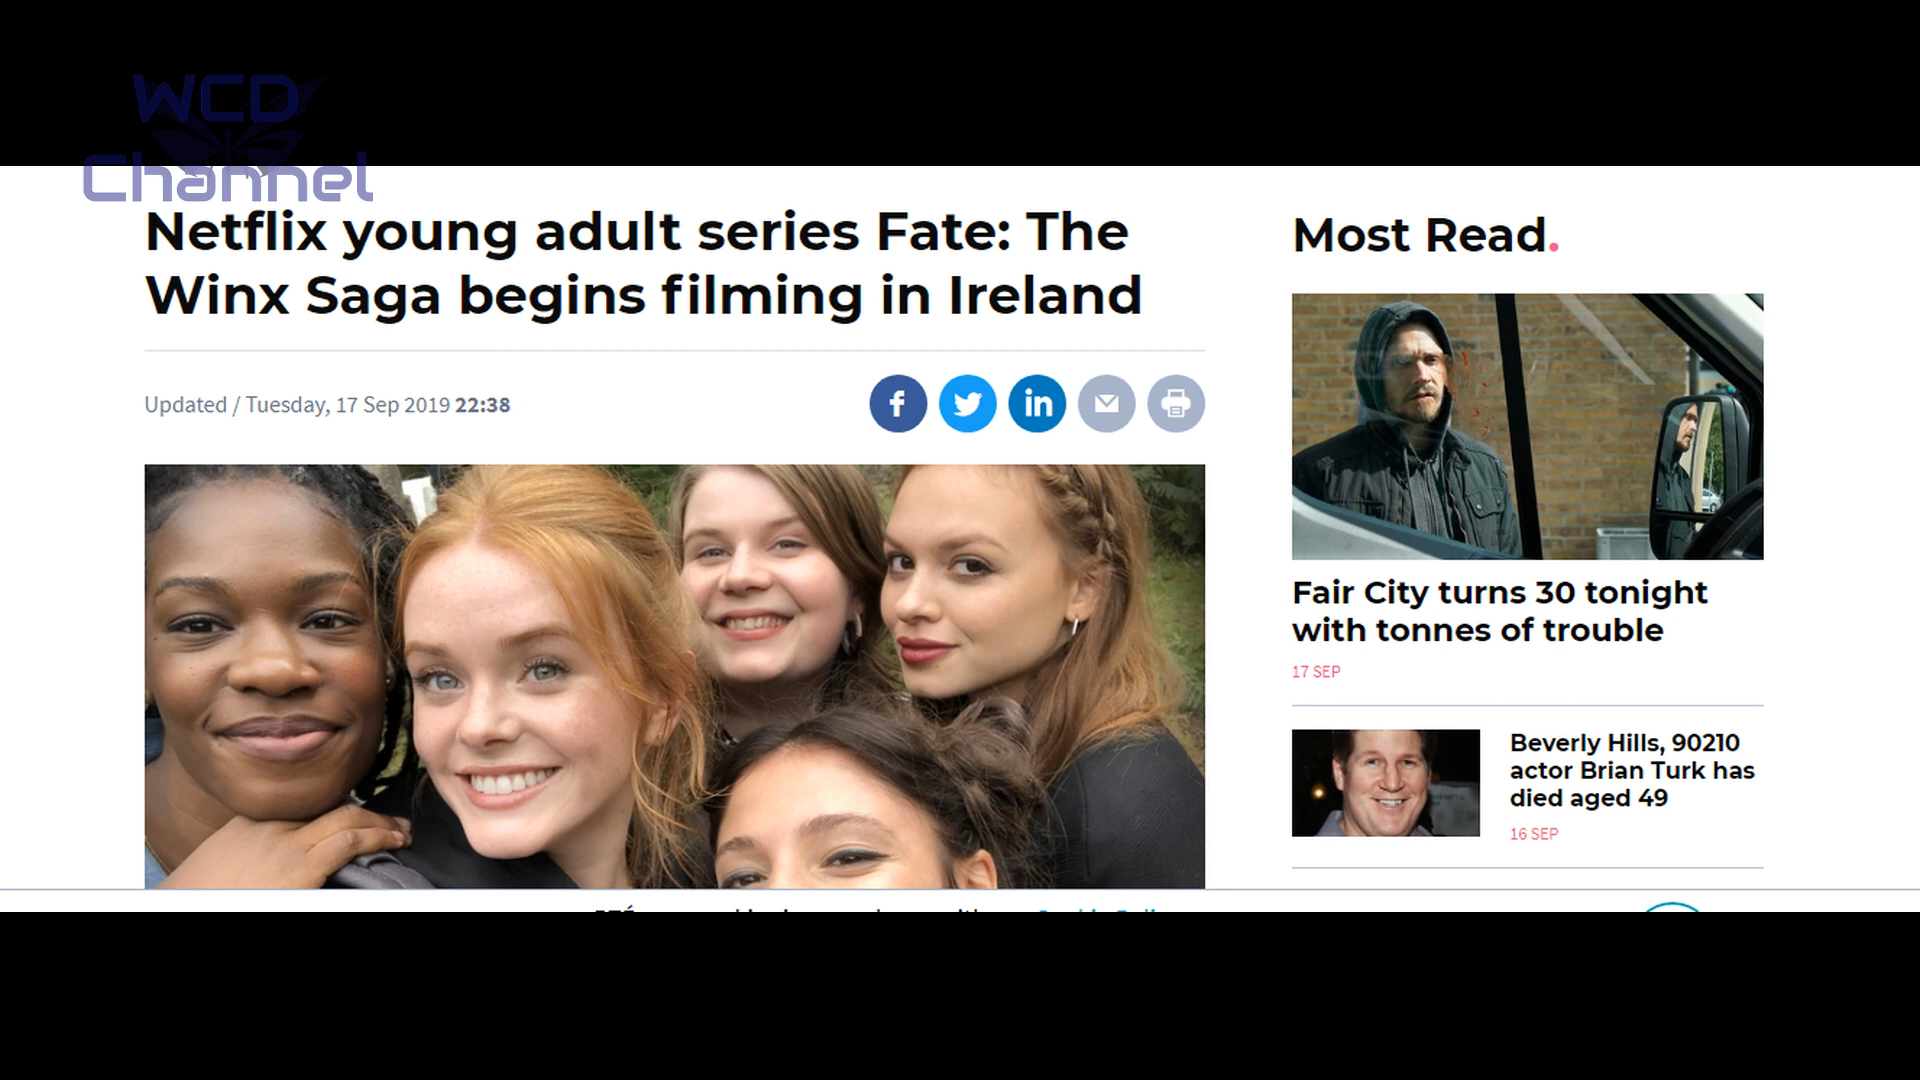 WCD
Channel
Netflix young adult series Fate: The
Winx Saga begins filming in Ireland
Updated / Tuesday, 17 Sep 2019 22:38
Most Read.
Fair City turns 30 tonight
with tonnes of trouble
17 SEP
Beverly Hills, 90210
actor Brian Turk has
died aged 49
16 SEP